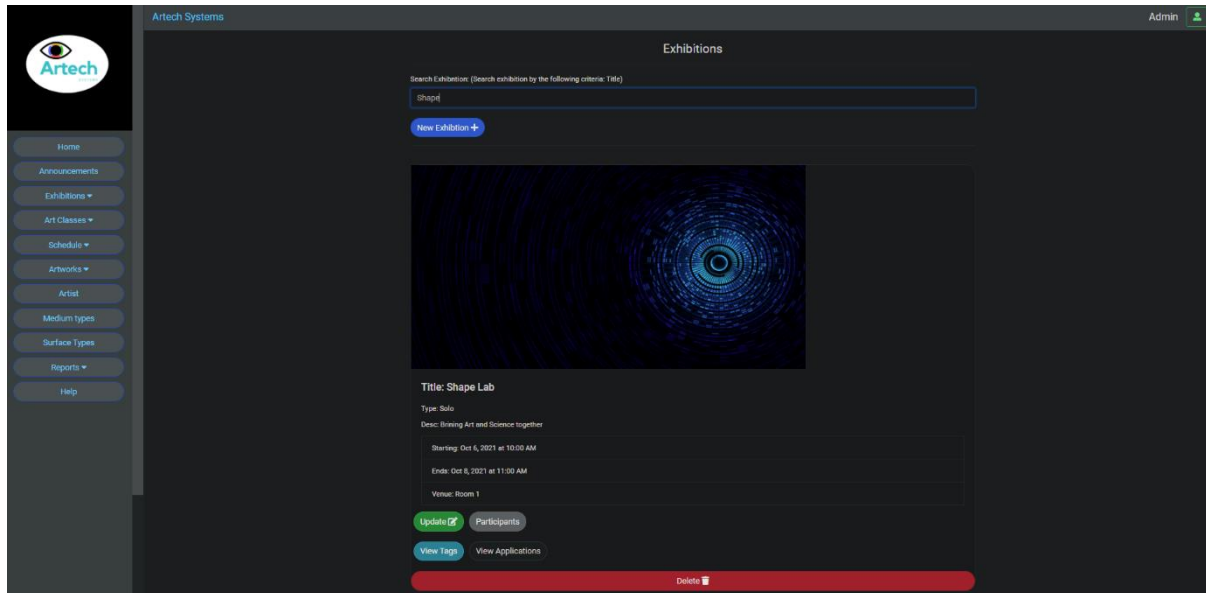 Artech Systems
Admin
Artech
Home
Announcements
Exhibitions
Art Classes
Schedule
Artworks
Artist
Medium types
Surface Types
Reports
Help
Exhibitions
Search Exhibition: (Search exhibition by the following criteria: Title)
Shape
New Exhibtion +
Title: Shape Lab
Type: Solo
Desc: Brining Art and Science together
Starting: Oct 6, 2021 at 10:00 AM
Ends: Oct 8, 2021 at 11:00 AM
Venue: Room 1
Update
Participants
View Tags
View Applications
Delete